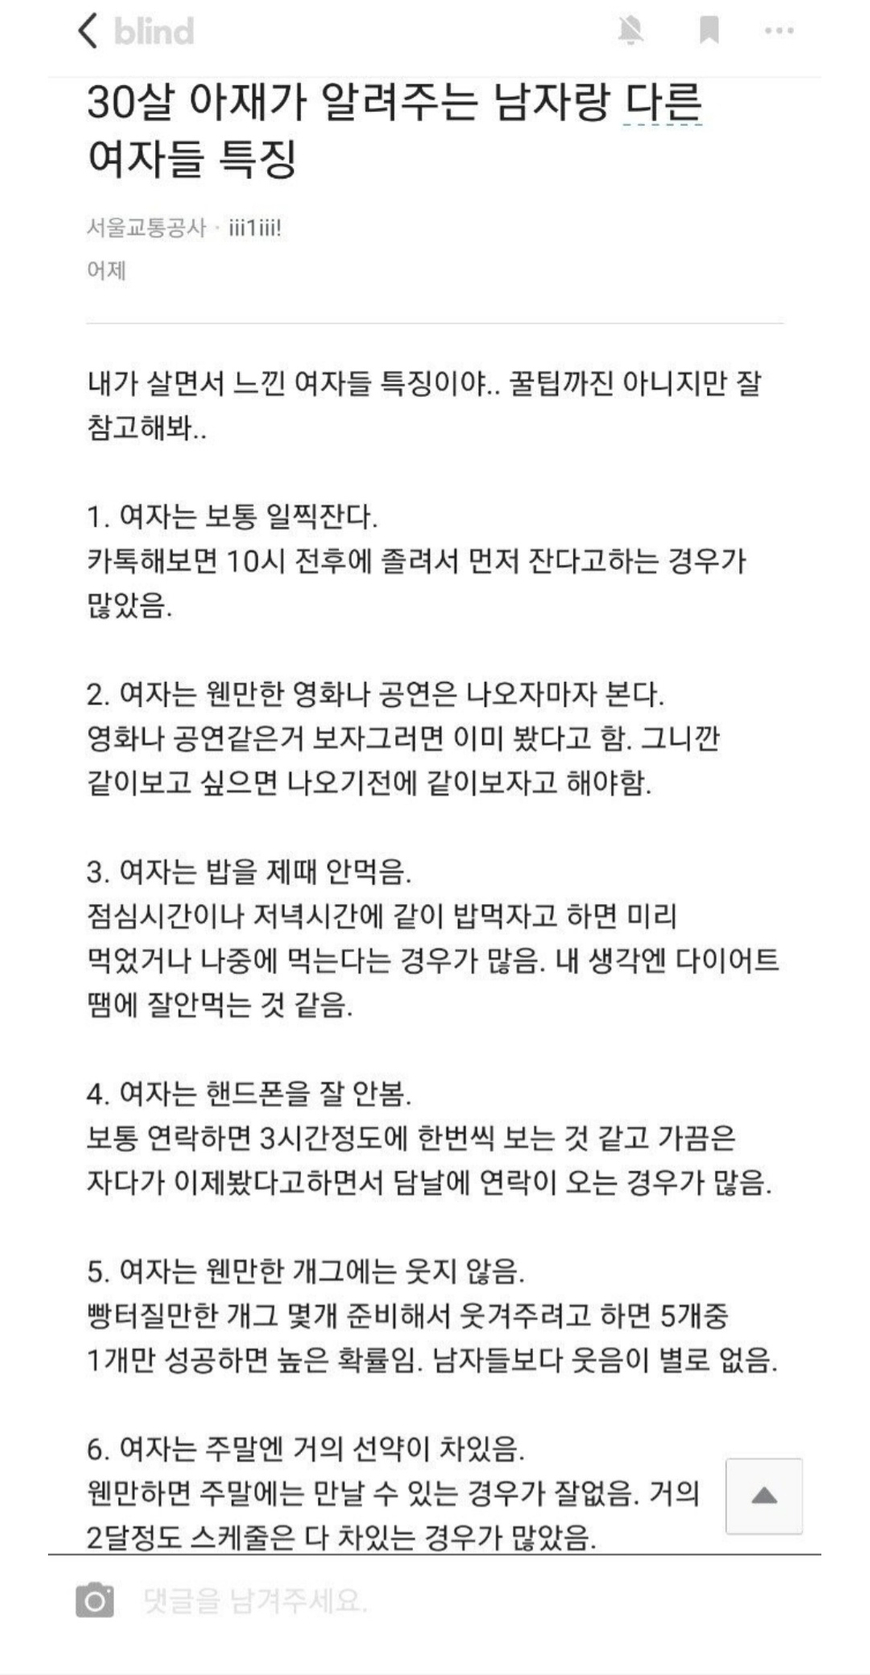 blind
30살 아재가 알려주는 남자랑 다른
여자들 특징
서울교통공사 · iii1iii!
어제
내가 살면서 느낀 여자들 특징이야.. 꿀팁까진 아니지만 잘
참고해봐..
1. 여자는 보통 일찍잔다.
카톡해보면 10시 전후에 졸려서 먼저 잔다고하는 경우가
많았음.
2. 여자는 웬만한 영화나 공연은 나오자마자 본다.
영화나 공연같은거 보자그러면 이미 봤다고 함. 그니깐
같이보고 싶으면 나오기전에 같이보자고 해야함.
3. 여자는 밥을 제때 안먹음.
점심시간이나 저녁시간에 같이 밥먹자고 하면 미리
먹었거나 나중에 먹는다는 경우가 많음. 내 생각엔 다이어트
땜에 잘안먹는 것 같음.
4. 여자는 핸드폰을 잘 안봄.
보통 연락하면 3시간정도에 한번씩 보는 것 같고 가끔은
자다가 이제봤다고하면서 담날에 연락이 오는 경우가 많음.
5. 여자는 웬만한 개그에는 웃지 않음.
빵터질만한 개그 몇개 준비해서 웃겨주려고 하면 5개중
1개만 성공하면 높은 확률임. 남자들보다 웃음이 별로 없음.
6. 여자는 주말엔 거의 선약이 차있음.
웬만하면 주말에는 만날 수 있는 경우가 잘없음. 거의
2달정도 스케줄은 다 차있는 경우가 많았음.
댓글을 남겨주세요.